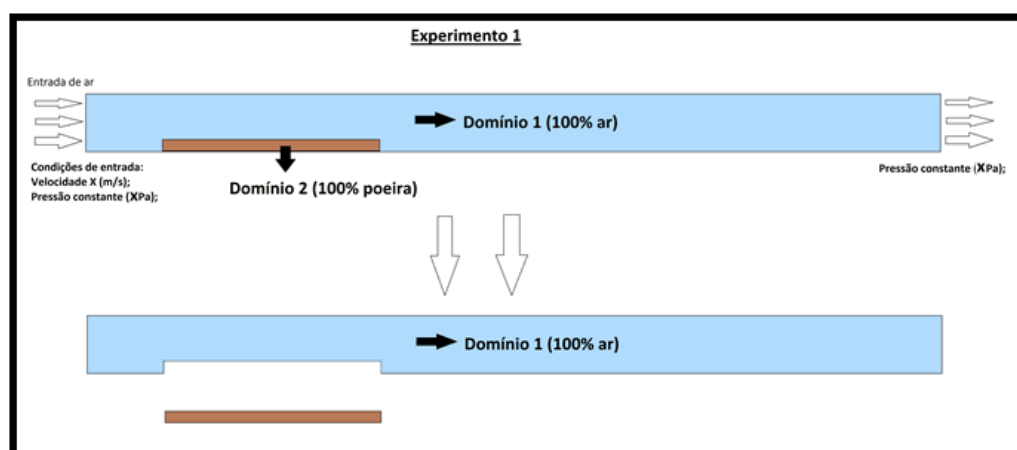 Experimento 1
Entrada de ar
Domínio 1 (100% ar)
Condições de entrada:
Velocidade X (m/s);
Pressão constante (XPa);
Domínio 2 (100% poeira)
Pressão constante (XPa);
Domínio 1 (100% ar)